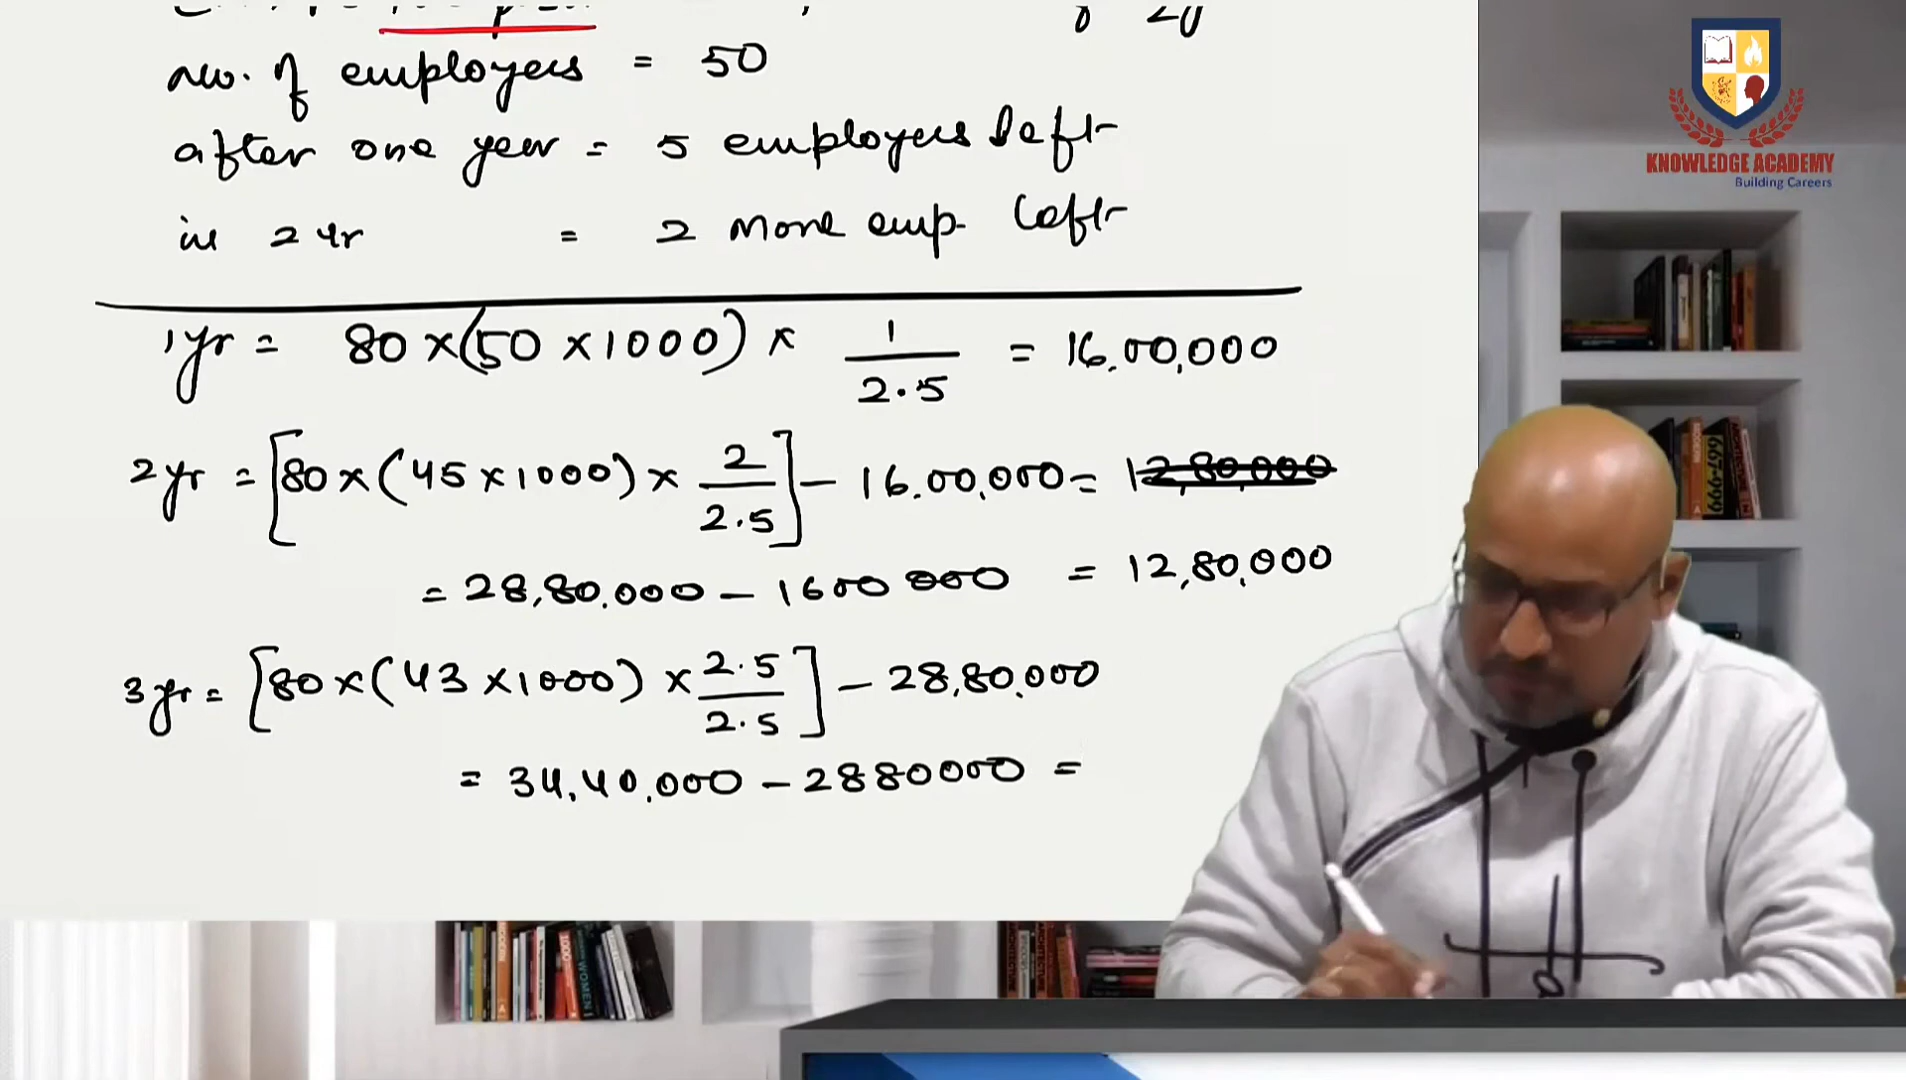 no. of employees = 50
after one year = 5 employees left
in 2 yr = 2 more emp. left
1yr = 80 × (50 × 1000) × 1/2.5 = 16,00,000
2yr = [80 × (45 × 1000) × 2/2.5] – 16,00,000 = 12,80,000
= 28,80,000 – 1600000 = 12,80,000
3yr = [80 × (43 × 1000) × 2.5/2.5] – 28,80,000
= 34,40,000 – 2880000 =
KNOWLEDGE ACADEMY
Building Careers
667-999
WOMEN